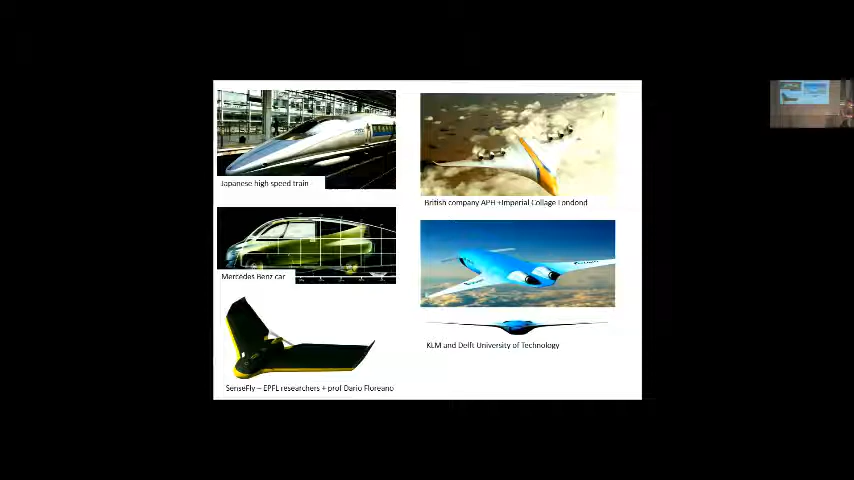 Japanese high speed train
British company APH +Imperial Collage Londond
Mercedes Benz car
KLM and Delft University of Technology
SenseFly – EPFL researchers + prof Dario Floreano